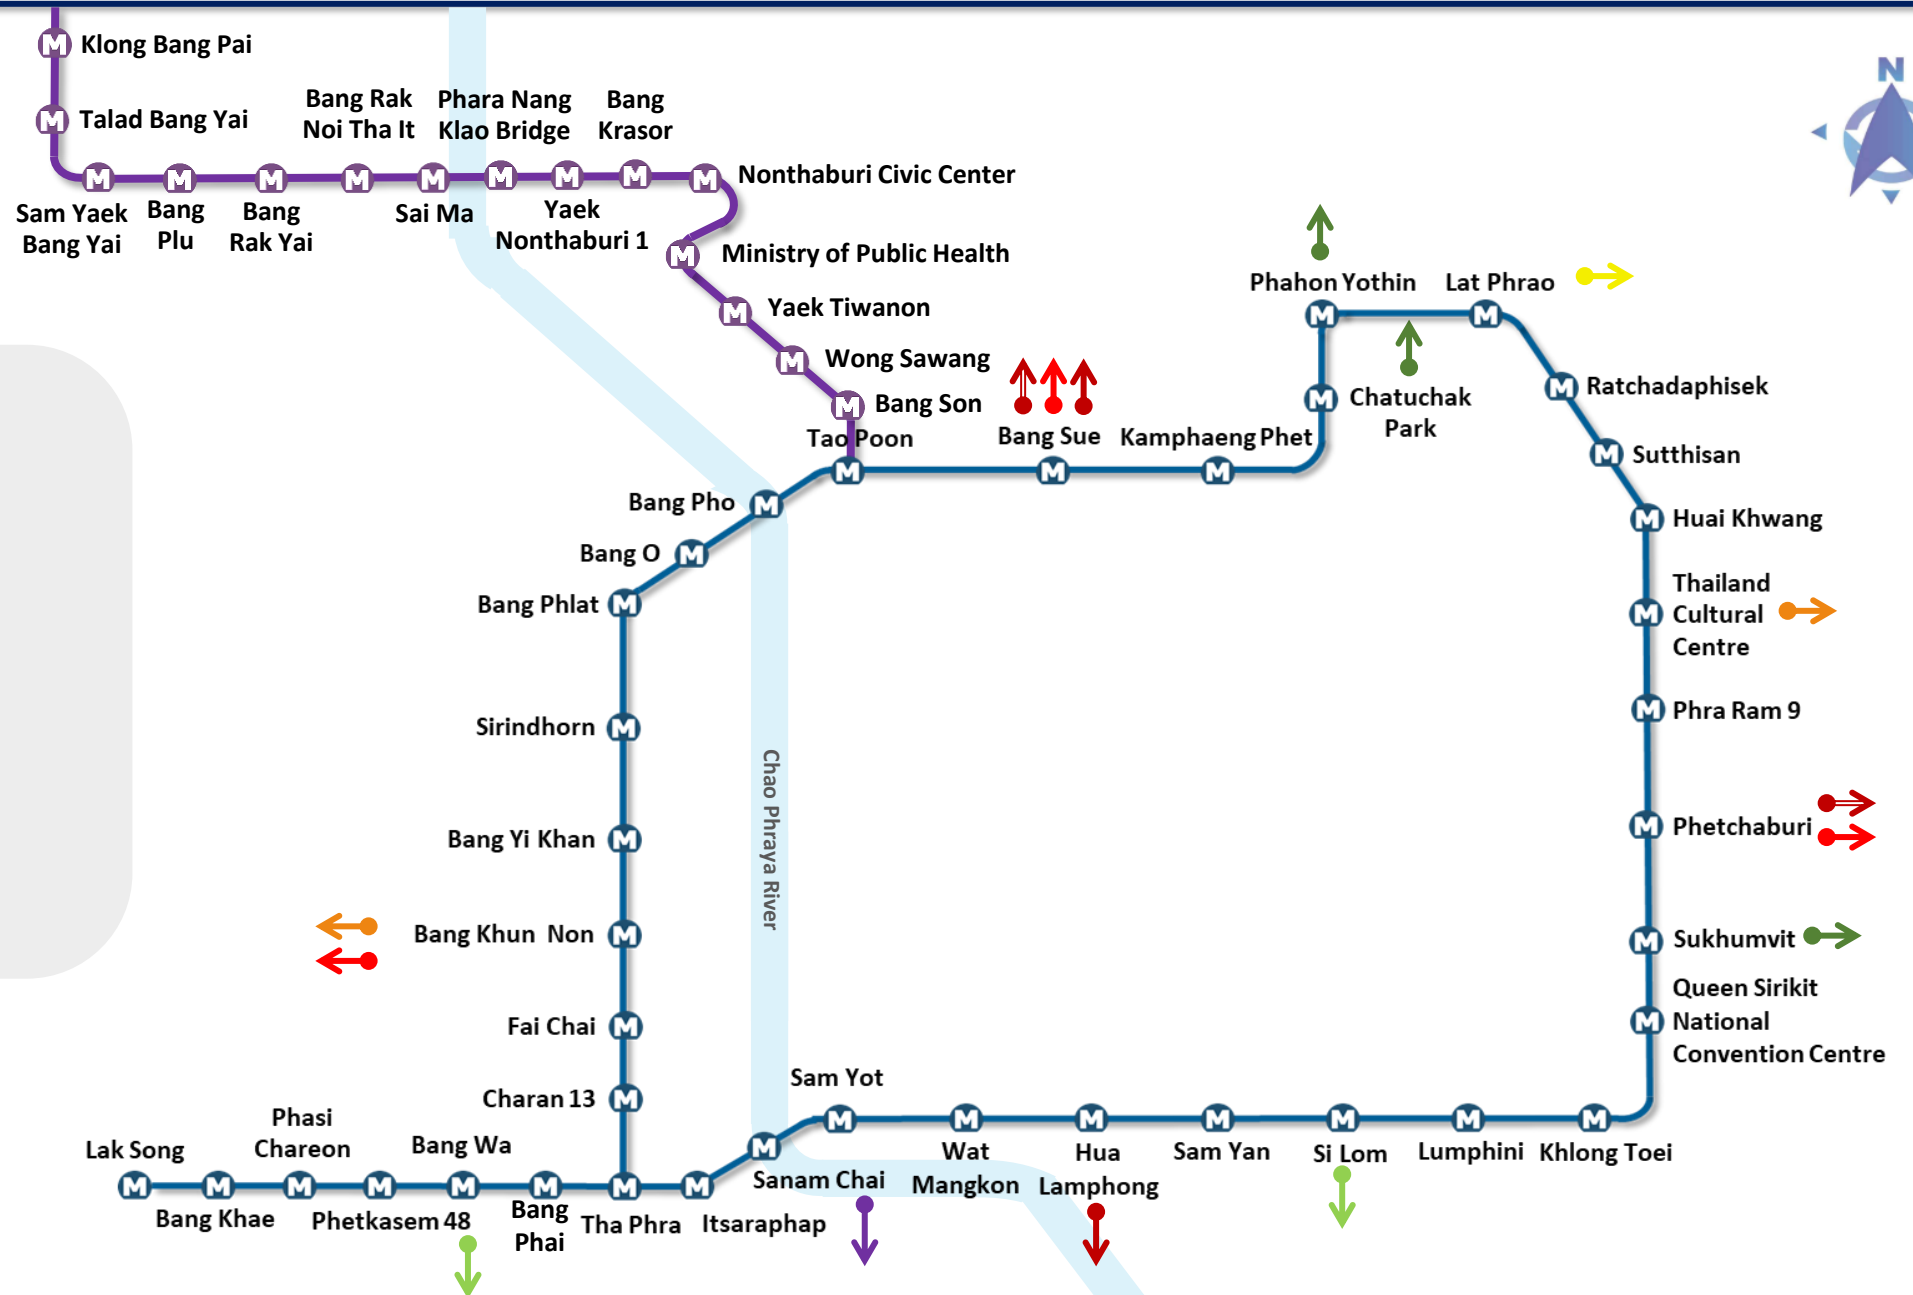 Klong Bang Pai
Talad Bang Yai
Bang Rak
Noi Tha It
Phara Nang
Klao Bridge
Bang
Krasor
Nonthaburi Civic Center
Sam Yaek
Bang Yai
Bang
Plu
Bang
Rak Yai
Sai Ma
Yaek
Nonthaburi 1
Ministry of Public Health
Yaek Tiwanon
Wong Sawang
Bang Son
Tao Poon
Bang Sue
Kamphaeng Phet
Phahon Yothin
Lat Phrao
Chatuchak
Park
Ratchadaphisek
Sutthisan
Huai Khwang
Thailand
Cultural
Centre
Phra Ram 9
Phetchaburi
Sukhumvit
Queen Sirikit
National
Convention Centre
Bang Pho
Bang O
Bang Phlat
Sirindhorn
Bang Yi Khan
Bang Khun Non
Fai Chai
Charan 13
Chao Phraya River
Sam Yot
Lak Song
Phasi
Chareon
Bang Wa
Bang Khae
Phetkasem 48
Bang
Phai
Tha Phra
Itsaraphap
Sanam Chai
Wat
Mangkon
Hua
Lamphong
Sam Yan
Si Lom
Lumphini
Khlong Toei
N